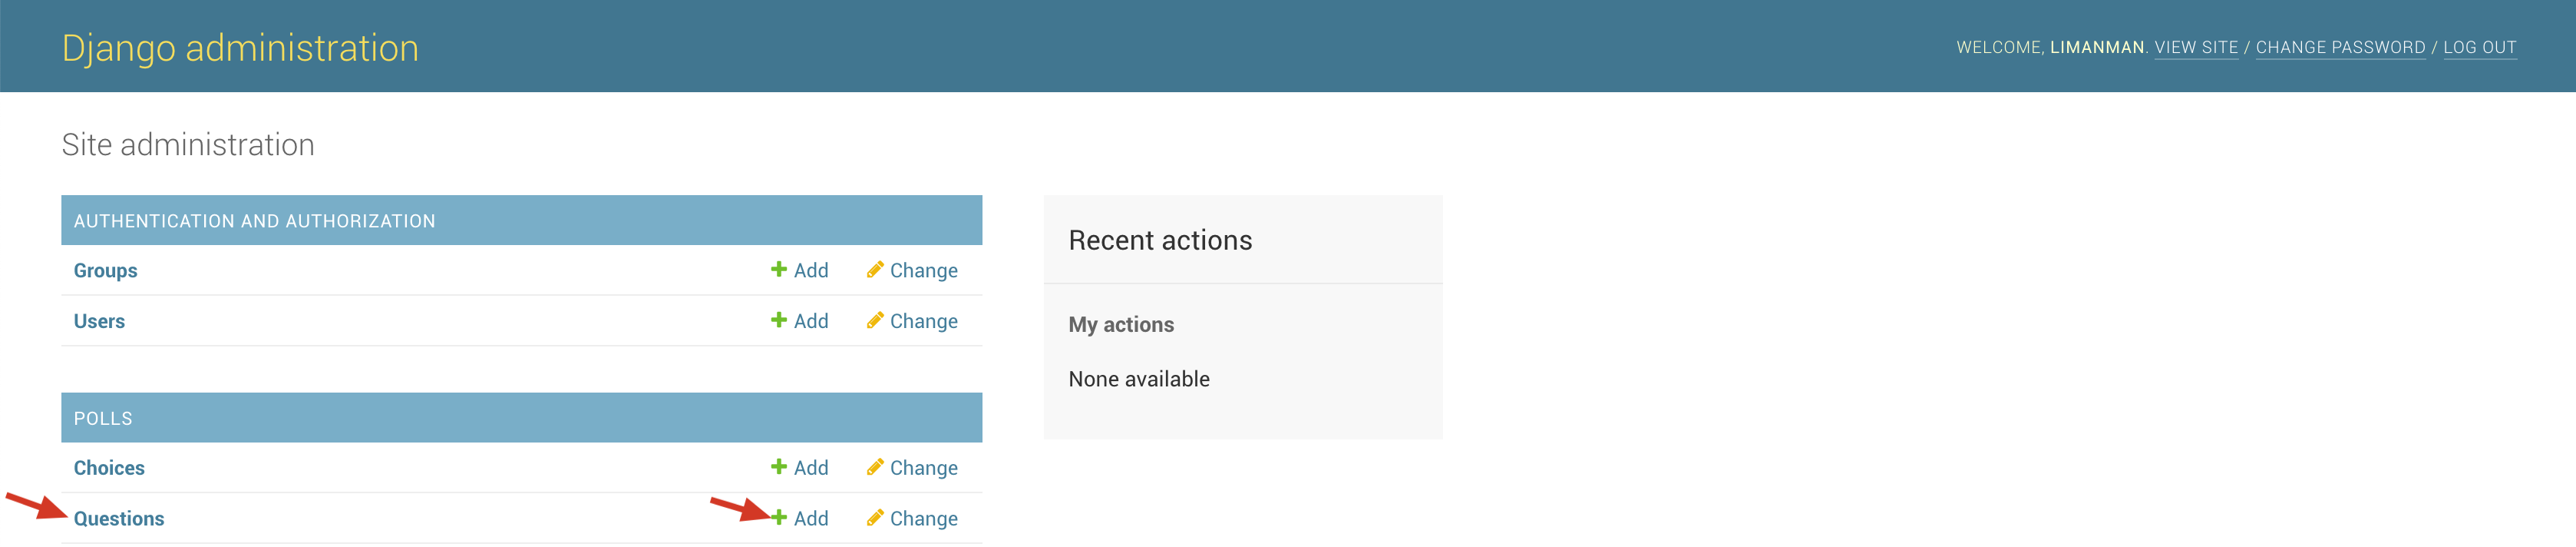 Django administration
WELCOME, LIMANMAN. VIEW SITE / CHANGE PASSWORD / LOG OUT
Site administration
AUTHENTICATION AND AUTHORIZATION
Groups Add Change
Users Add Change
POLLS
Choices Add Change
Questions Add Change
Recent actions
My actions
None available